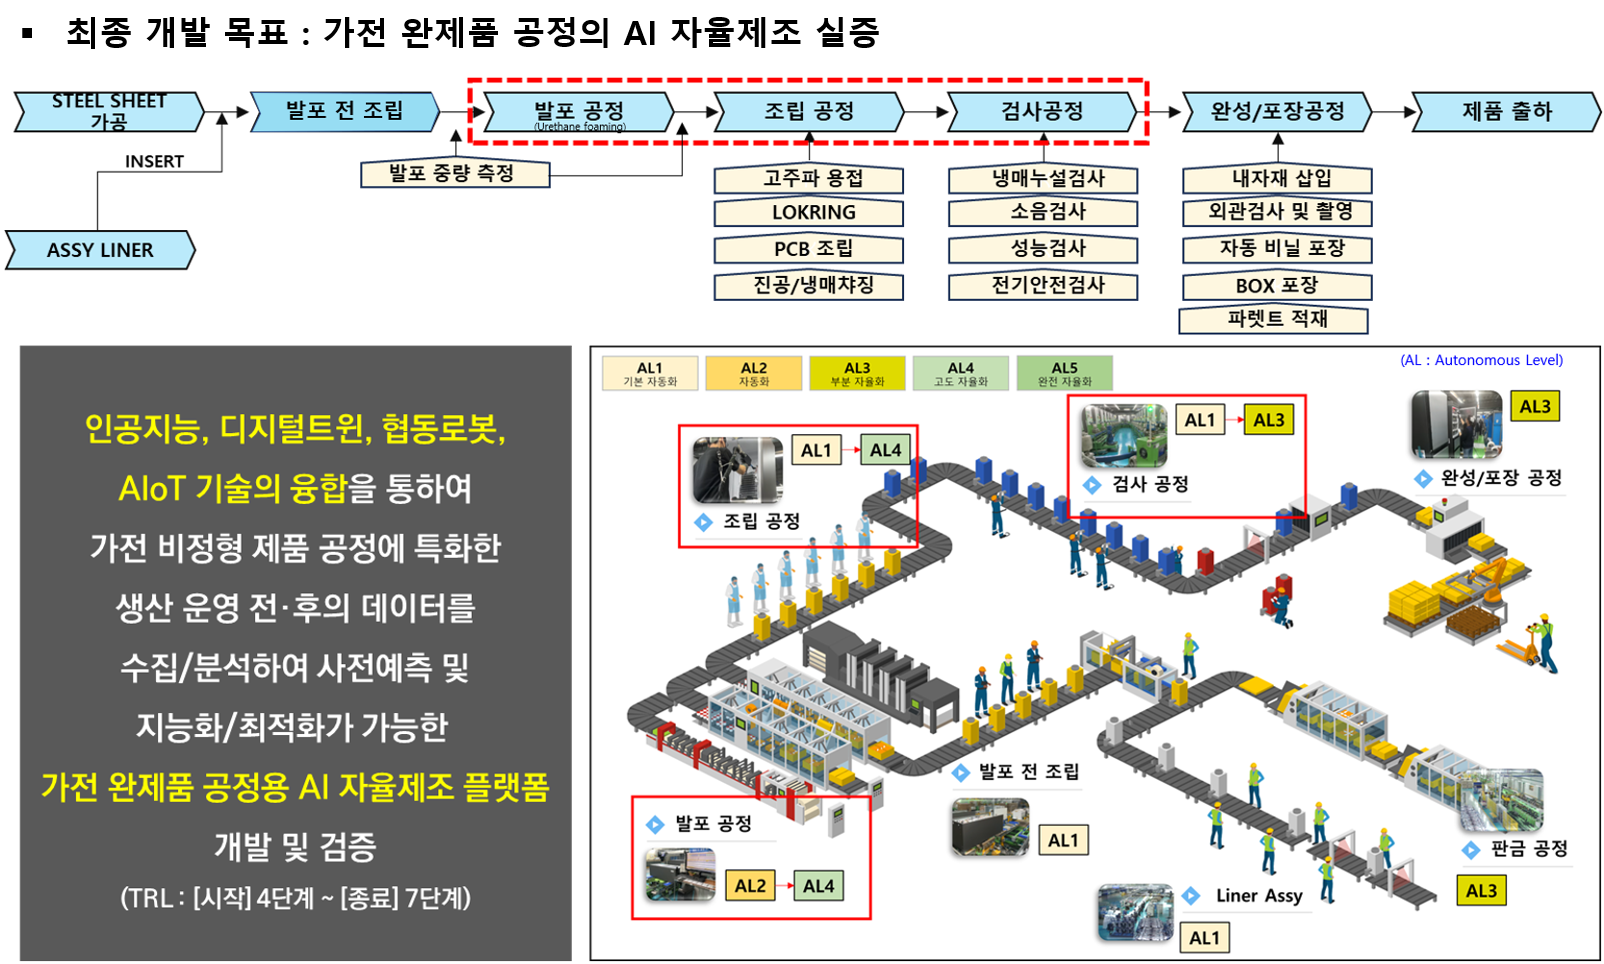 ▪ 최종 개발 목표 : 가전 완제품 공정의 AI 자율제조 실증
STEEL SHEET
가공
발포 전 조립
발포 공정
(Urethane foaming)
조립 공정
검사공정
완성/포장공정
제품 출하
INSERT
ASSY LINER
발포 중량 측정
고주파 용접
LOKRING
PCB 조립
진공/냉매챠징
냉매누설검사
소음검사
성능검사
전기안전검사
내자재 삽입
외관검사 및 촬영
자동 비닐 포장
BOX 포장
파렛트 적재
인공지능, 디지털트윈, 협동로봇,
AIoT 기술의 융합을 통하여
가전 비정형 제품 공정에 특화한
생산 운영 전·후의 데이터를
수집/분석하여 사전예측 및
지능화/최적화가 가능한
가전 완제품 공정용 AI 자율제조 플랫폼
개발 및 검증
(TRL : [시작] 4단계 ~ [종료] 7단계)
AL1
기본 자동화
AL2
자동화
AL3
부분 자율화
AL4
고도 자율화
AL5
완전 자율화
(AL : Autonomous Level)
AL1
AL4
조립 공정
AL1
AL3
검사 공정
AL3
완성/포장 공정
발포 공정
AL2
AL4
발포 전 조립
AL1
Liner Assy
AL1
판금 공정
AL3